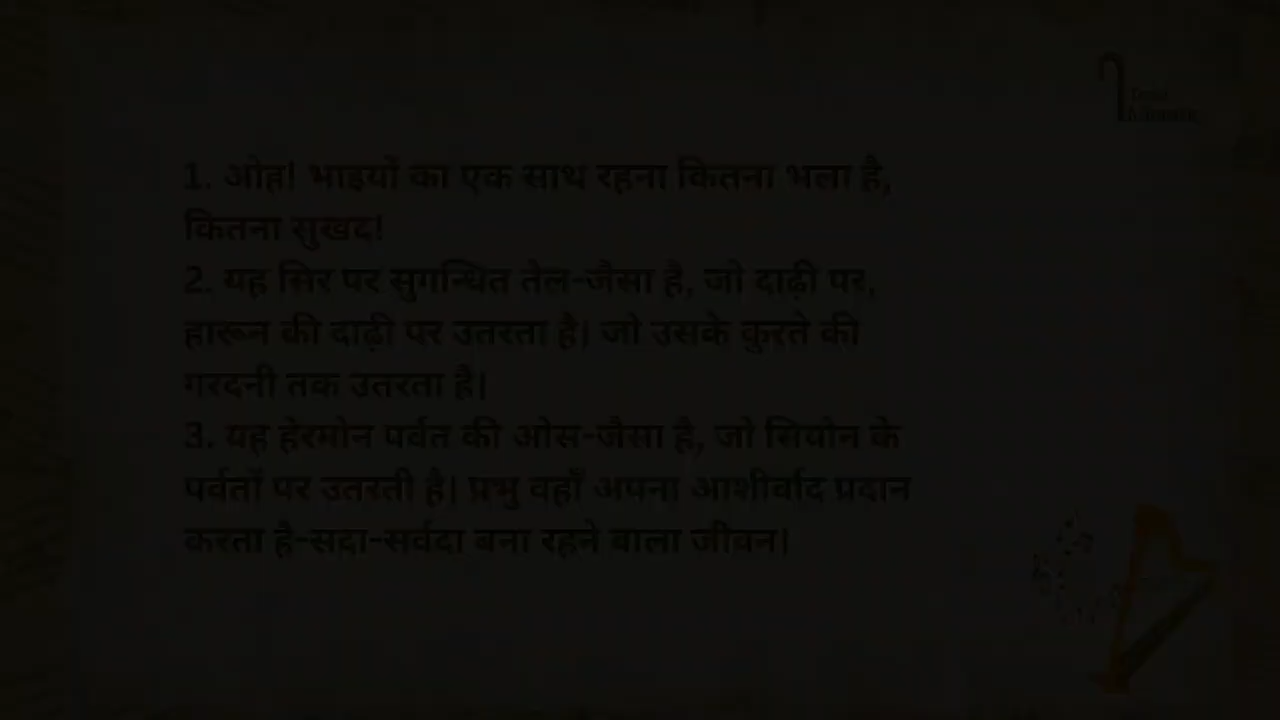 1. ओह! भाइयों का एक साथ रहना कितना भला है,
कितना सुखद!
2. यह सिर पर सुगन्धित तेल-जैसा है, जो दाढ़ी पर,
हारून की दाढ़ी पर उतरता है। जो उसके कुरते की
गरदनी तक उतरता है।
3. यह हेरमोन पर्वत की ओस-जैसा है, जो सियोन के
पर्वतों पर उतरती है। प्रभु वहाँ अपना आशीर्वाद प्रदान
करता है-सदा-सर्वदा बना रहने वाला जीवन।